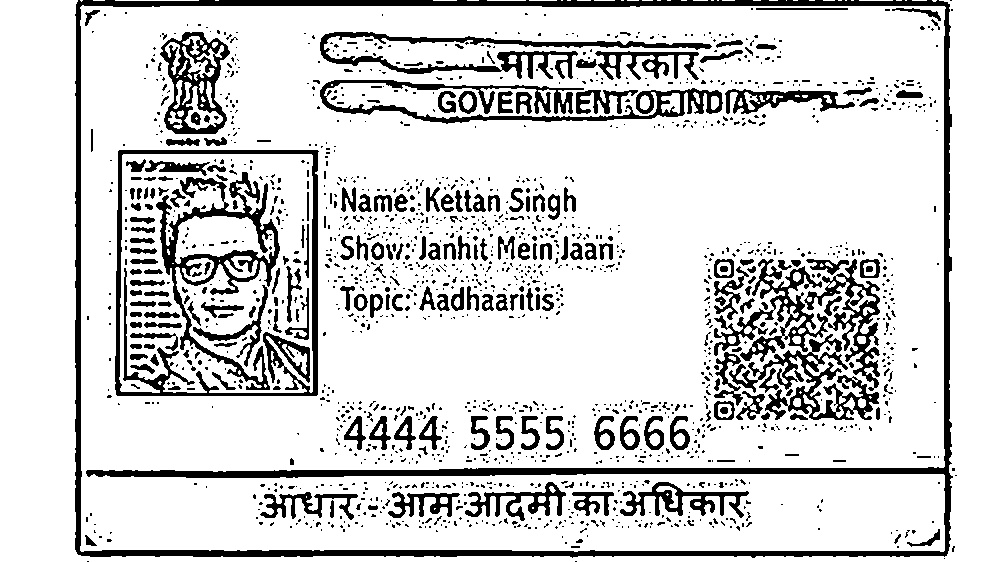 भारत सरकार
GOVERNMENT OF INDIA
Name: Kettan Singh
Show: Janhit Mein Jaari
Topic: Aadhaaritis
4444 5555 6666
आधार - आम आदमी का अधिकार